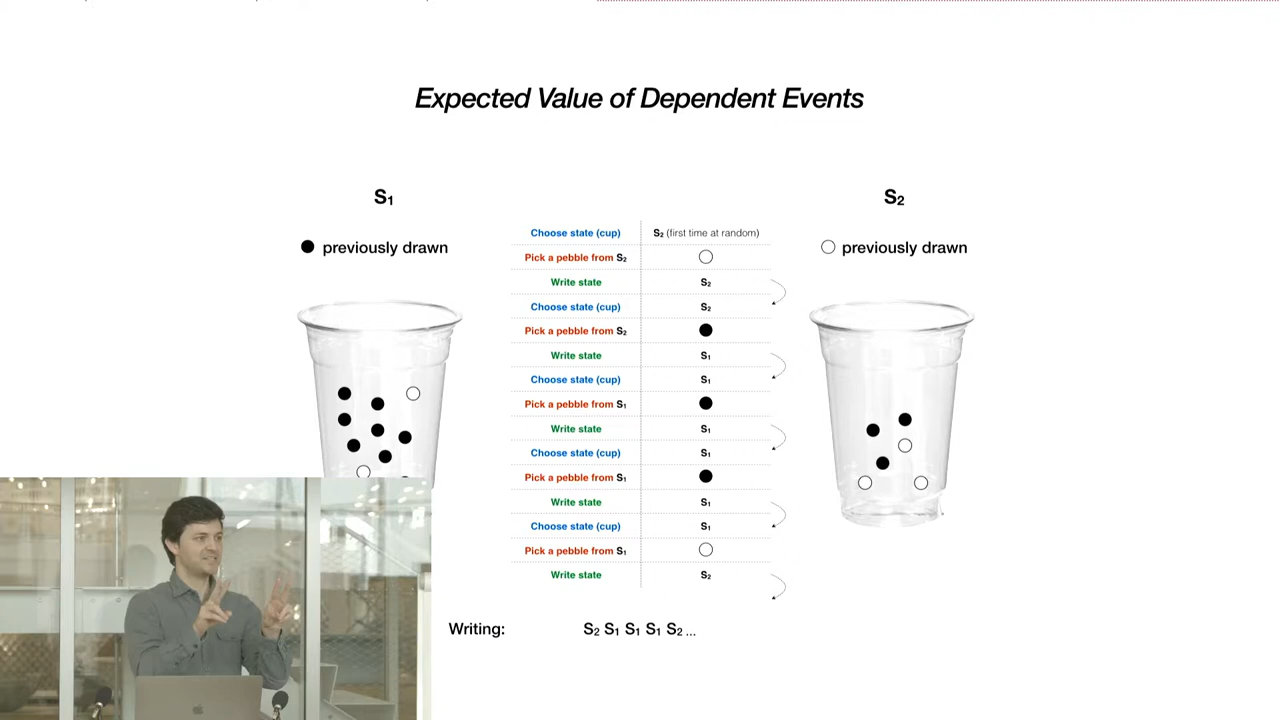 Expected Value of Dependent Events
S₁
S₂
previously drawn
previously drawn
Choose state (cup) S₂ (first time at random)
Pick a pebble from S₂
Write state S₂
Choose state (cup) S₂
Pick a pebble from S₂
Write state S₁
Choose state (cup) S₁
Pick a pebble from S₁
Write state S₁
Choose state (cup) S₁
Pick a pebble from S₁
Write state S₁
Choose state (cup) S₁
Pick a pebble from S₁
Write state S₂
Writing: S₂ S₁ S₁ S₁ S₂ ...